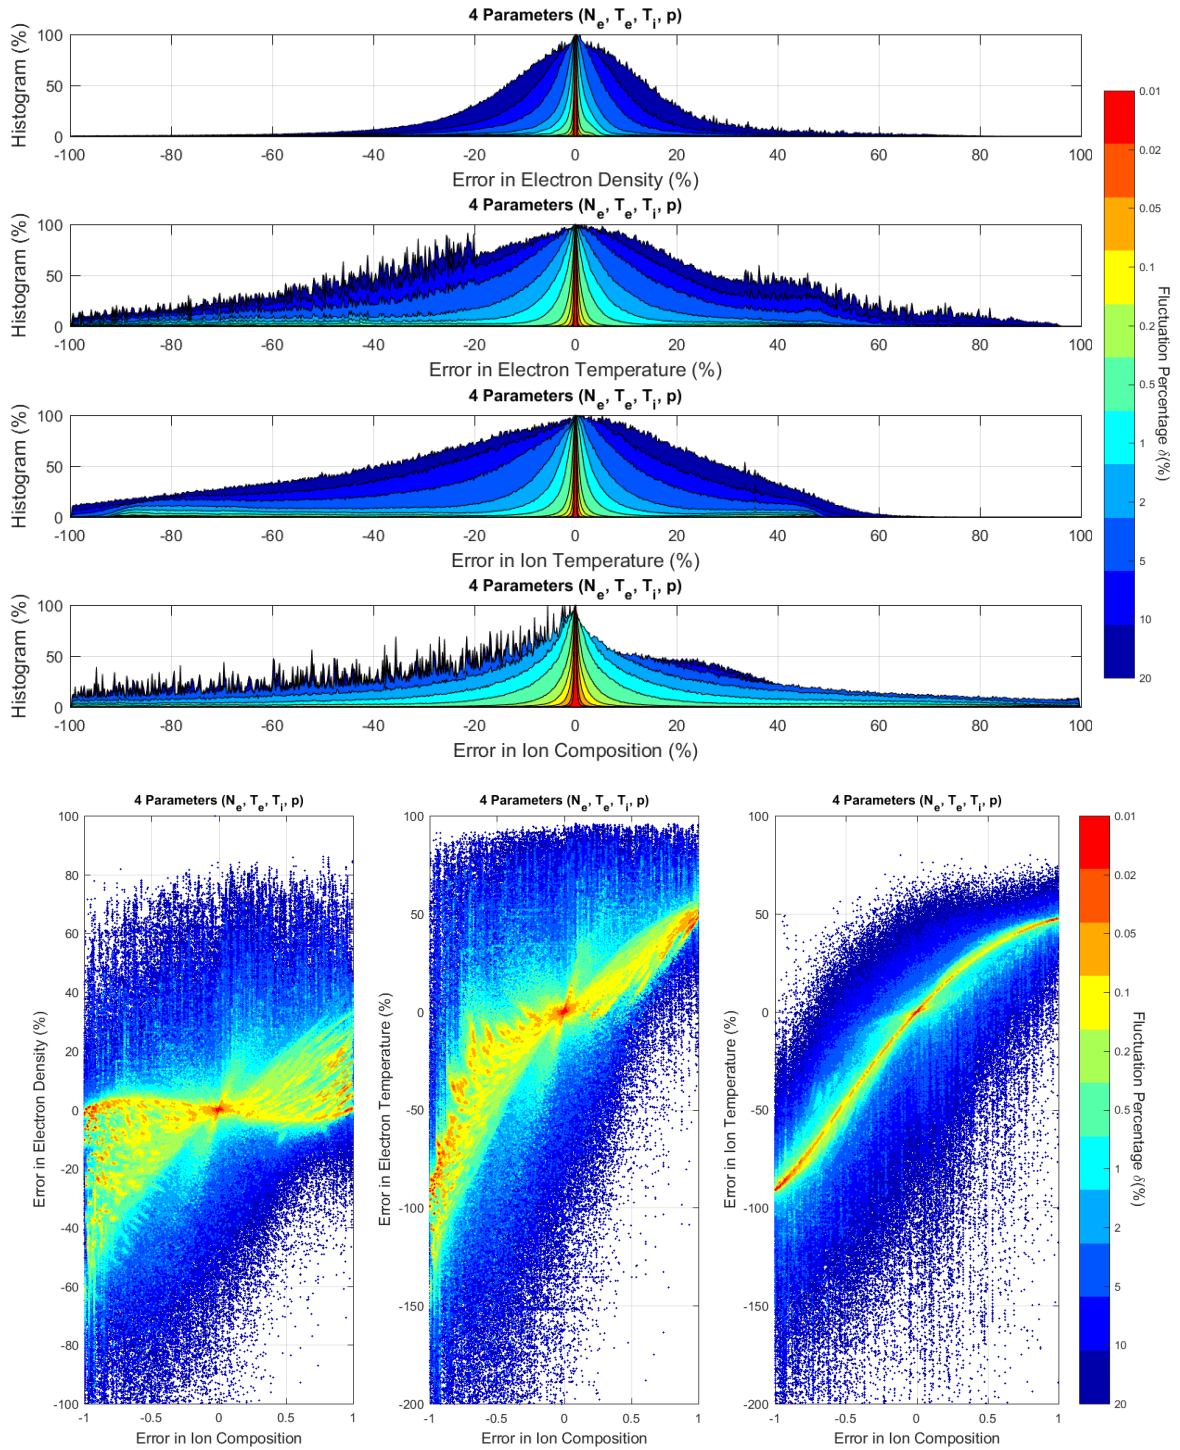 4 Parameters (Ne, Te, Ti, p)
Histogram (%)
100
50
0
-100 -80 -60 -40 -20 0 20 40 60 80 100
Error in Electron Density (%)
4 Parameters (Ne, Te, Ti, p)
Histogram (%)
100
50
0
-100 -80 -60 -40 -20 0 20 40 60 80 100
Error in Electron Temperature (%)
4 Parameters (Ne, Te, Ti, p)
Histogram (%)
100
50
0
-100 -80 -60 -40 -20 0 20 40 60 80 100
Error in Ion Temperature (%)
4 Parameters (Ne, Te, Ti, p)
Histogram (%)
100
50
0
-100 -80 -60 -40 -20 0 20 40 60 80 100
Error in Ion Composition (%)
0.01
0.02
0.05
0.1
0.2
0.5
1
2
5
10
20
Fluctuation Percentage δ(%)
4 Parameters (Ne, Te, Ti, p)
Error in Electron Density (%)
100
80
60
40
20
0
-20
-40
-60
-80
-100
-1 -0.5 0 0.5 1
Error in Ion Composition
4 Parameters (Ne, Te, Ti, p)
Error in Electron Temperature (%)
100
50
0
-50
-100
-150
-200
-1 -0.5 0 0.5 1
Error in Ion Composition
4 Parameters (Ne, Te, Ti, p)
Error in Ion Temperature (%)
100
50
0
-50
-100
-150
-200
-1 -0.5 0 0.5 1
Error in Ion Composition
0.01
0.02
0.05
0.1
0.2
0.5
1
2
5
10
20
Fluctuation Percentage δ(%)